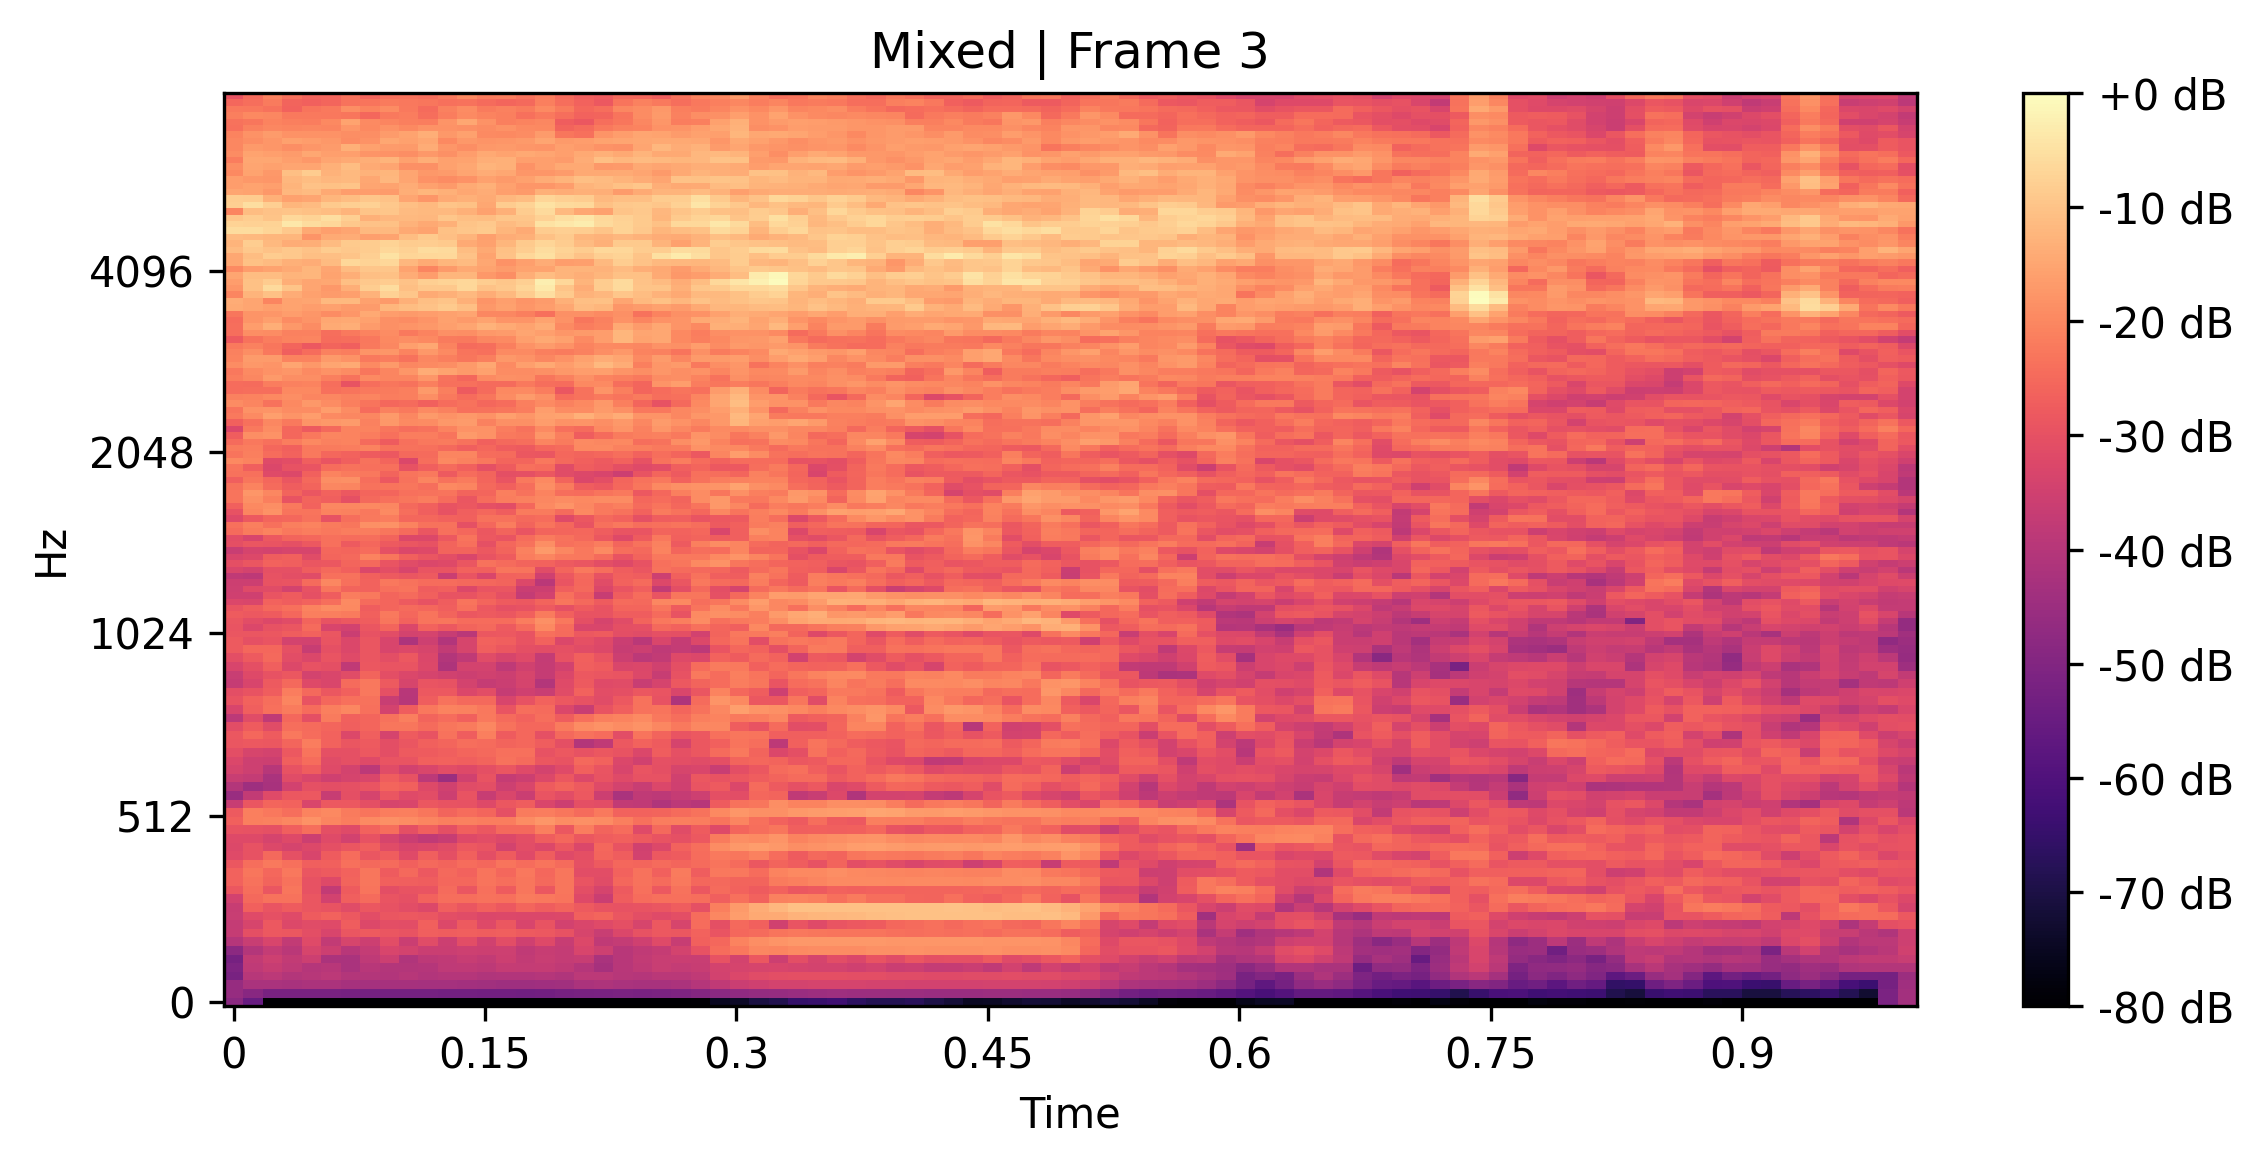 Mixed | Frame 3
Hz
4096
2048
1024
512
0
0 0.15 0.3 0.45 0.6 0.75 0.9
Time
+0 dB
-10 dB
-20 dB
-30 dB
-40 dB
-50 dB
-60 dB
-70 dB
-80 dB